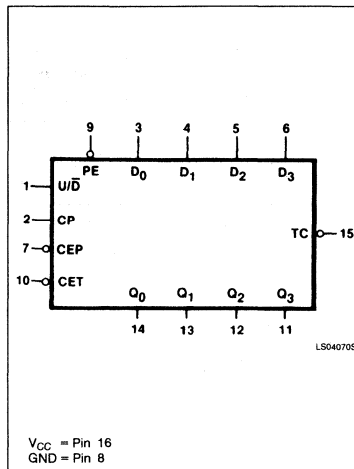 9 3 4 5 6
PE D0 D1 D2 D3
1 U/D̅
2 CP
TC 15
7 CEP
10 CET
Q0 Q1 Q2 Q3
14 13 12 11
LS04070S
VCC = Pin 16
GND = Pin 8